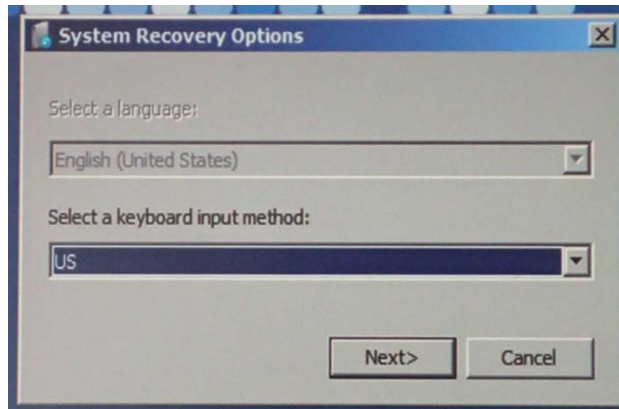 System Recovery Options
Select a language:
English (United States)
Select a keyboard input method:
US
Next>
Cancel